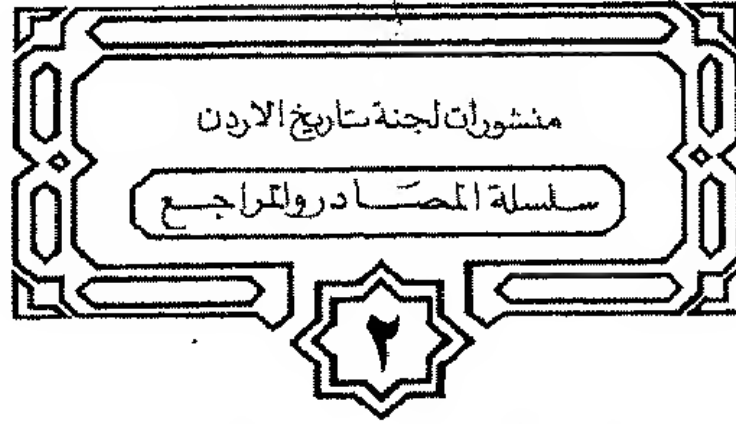 منشورات لجنة تاريخ الاردن
سلسلة المصادر والمراجع
٢